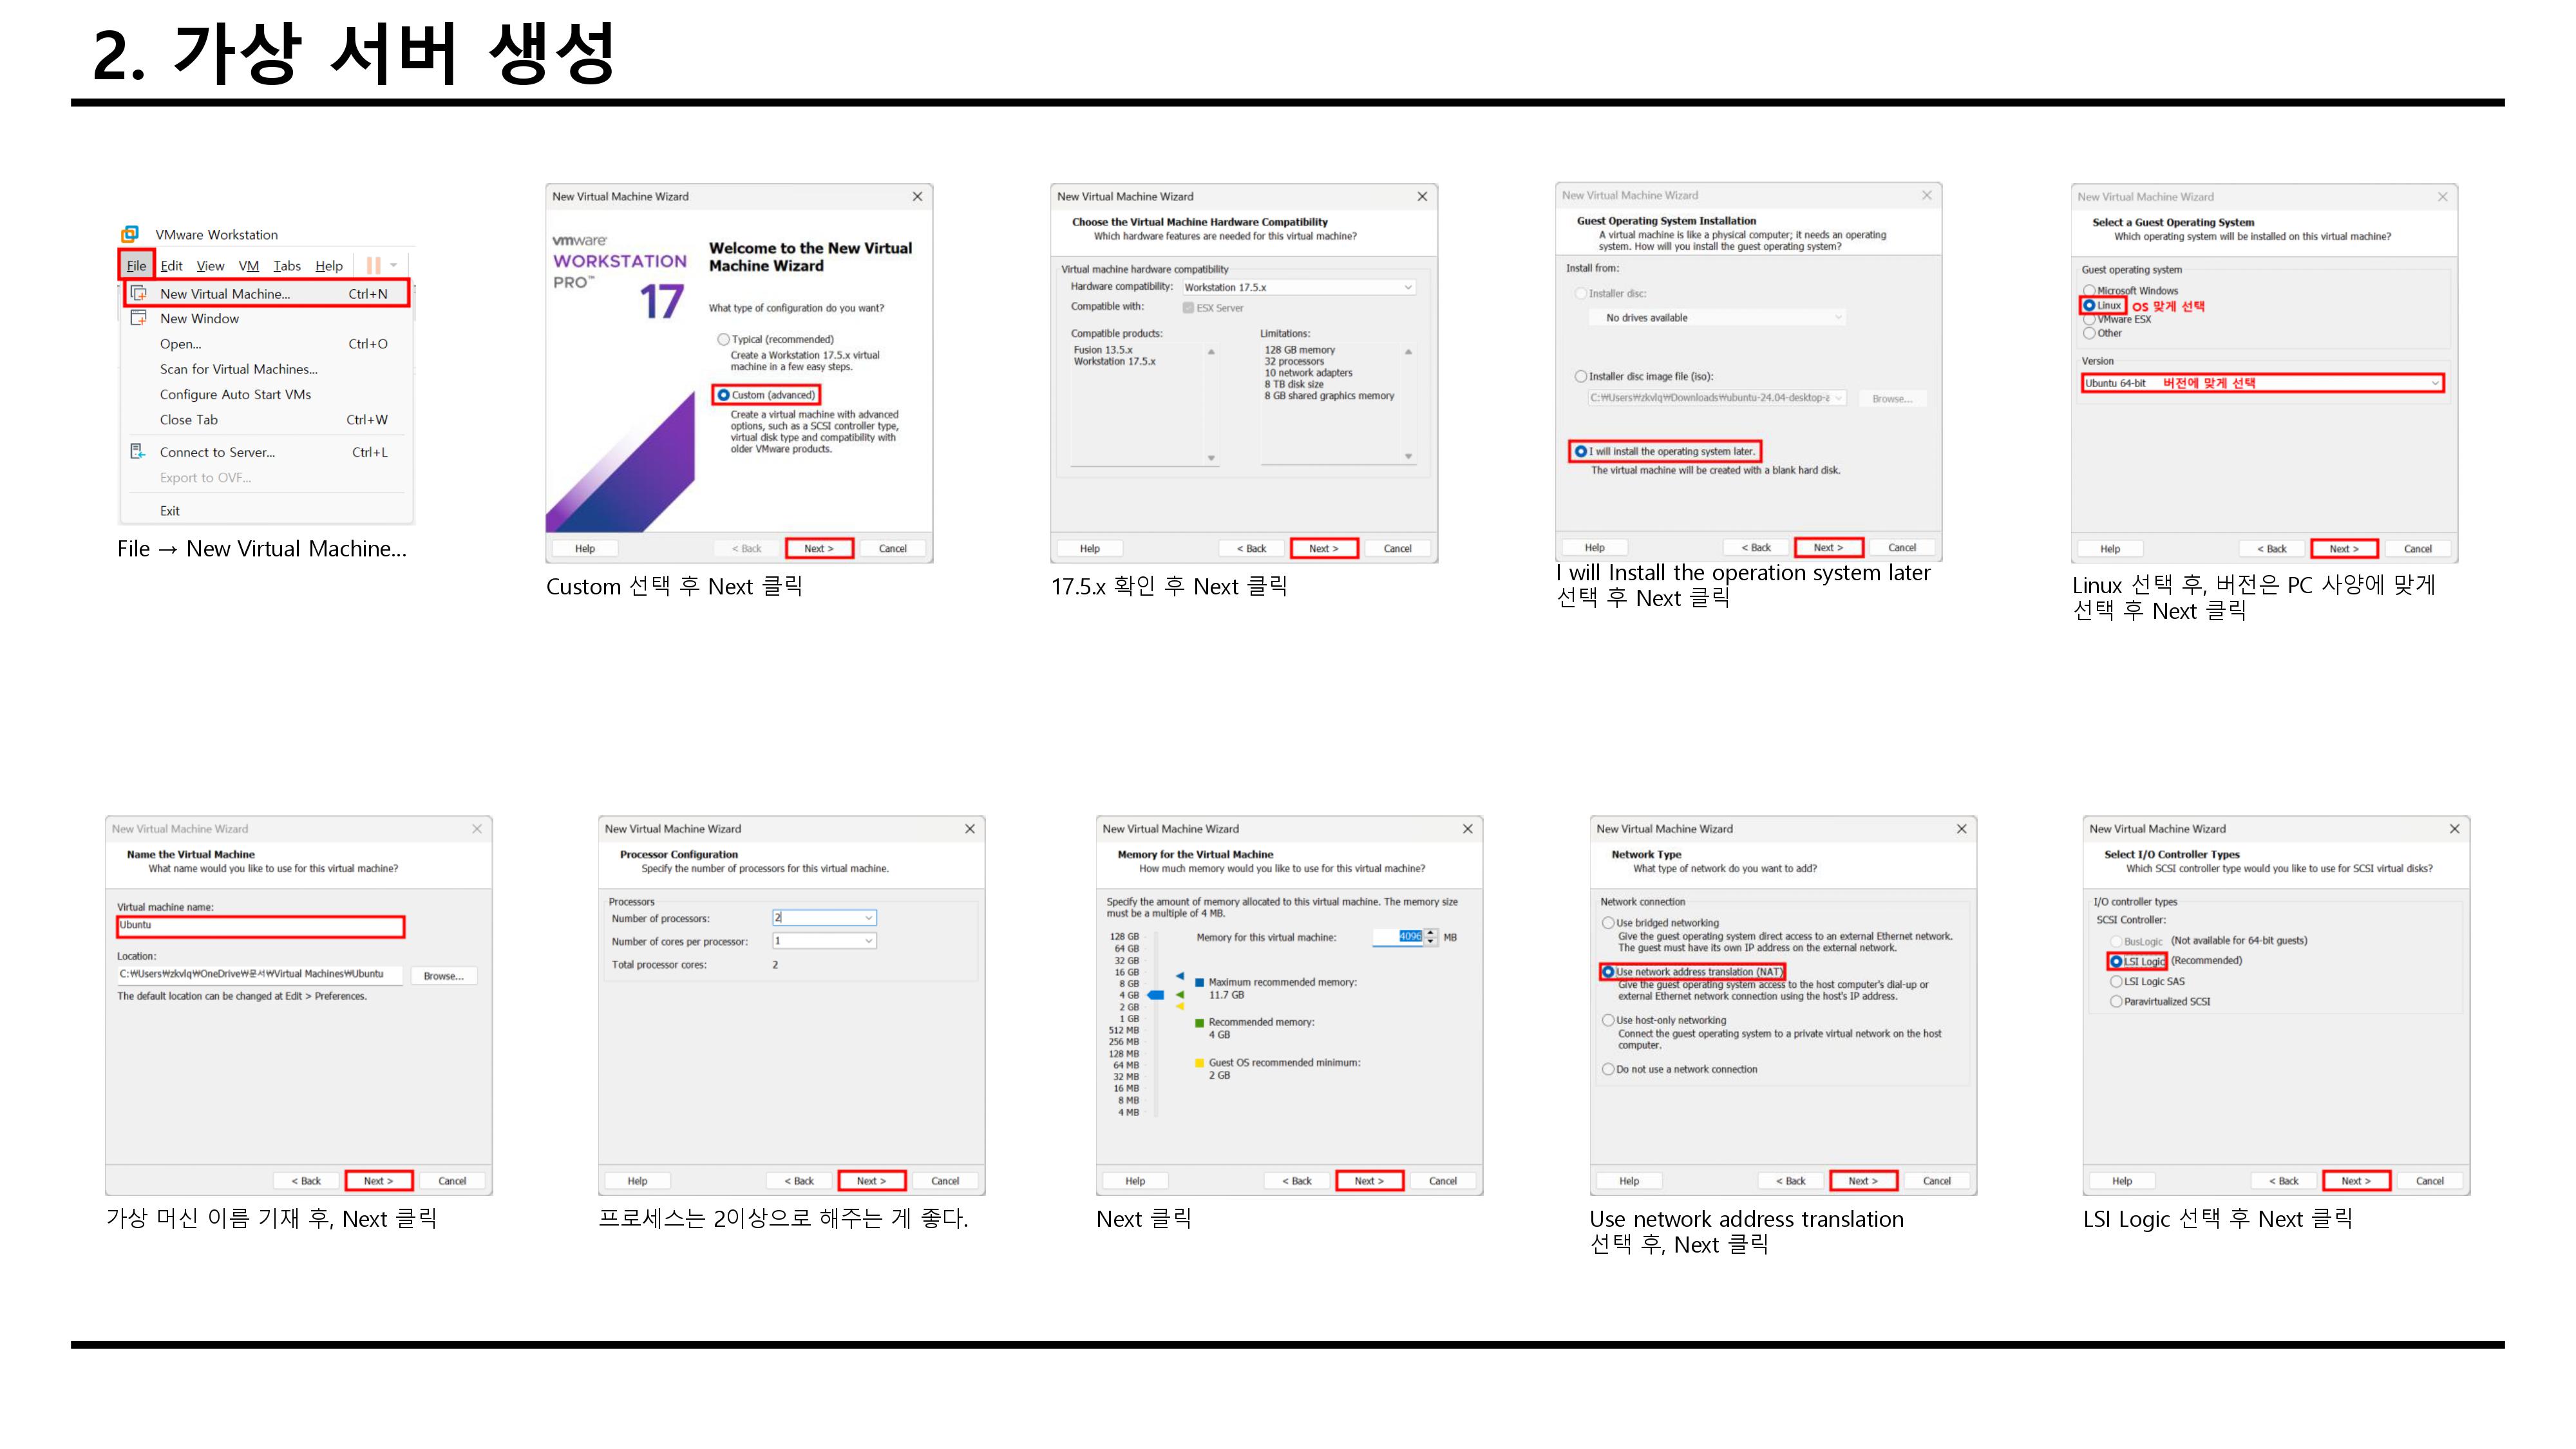 2. 가상 서버 생성
VMware Workstation
File Edit View VM Tabs Help
New Virtual Machine... Ctrl+N
New Window
Open... Ctrl+O
Scan for Virtual Machines...
Configure Auto Start VMs
Close Tab Ctrl+W
Connect to Server... Ctrl+L
Export to OVF...
Exit
File → New Virtual Machine...
New Virtual Machine Wizard
vmware
WORKSTATION
PRO™
17
Welcome to the New Virtual
Machine Wizard
What type of configuration do you want?
Typical (recommended)
Create a Workstation 17.5.x virtual
machine in a few easy steps.
Custom (advanced)
Create a virtual machine with advanced
options, such as a SCSI controller type,
virtual disk type and compatibility with
older VMware products.
Help < Back Next > Cancel
Custom 선택 후 Next 클릭
New Virtual Machine Wizard
Choose the Virtual Machine Hardware Compatibility
Which hardware features are needed for this virtual machine?
Virtual machine hardware compatibility
Hardware compatibility: Workstation 17.5.x
Compatible with: ESX Server
Compatible products: Limitations:
Fusion 13.5.x 128 GB memory
Workstation 17.5.x 32 processors
10 network adapters
8 TB disk size
8 GB shared graphics memory
Help < Back Next > Cancel
17.5.x 확인 후 Next 클릭
New Virtual Machine Wizard
Guest Operating System Installation
A virtual machine is like a physical computer; it needs an operating
system. How will you install the guest operating system?
Install from:
Installer disc:
No drives available
Installer disc image file (iso):
C:₩Users₩zkvlq₩Downloads₩ubuntu-24.04-desktop-a Browse...
I will install the operating system later.
The virtual machine will be created with a blank hard disk.
Help < Back Next > Cancel
I will Install the operation system later
선택 후 Next 클릭
New Virtual Machine Wizard
Select a Guest Operating System
Which operating system will be installed on this virtual machine?
Guest operating system
Microsoft Windows
Linux OS 맞게 선택
VMware ESX
Other
Version
Ubuntu 64-bit 버전에 맞게 선택
Help < Back Next > Cancel
Linux 선택 후, 버전은 PC 사양에 맞게
선택 후 Next 클릭
New Virtual Machine Wizard
Name the Virtual Machine
What name would you like to use for this virtual machine?
Virtual machine name:
Ubuntu
Location:
C:₩Users₩zkvlq₩OneDrive₩문서₩Virtual Machines₩Ubuntu Browse...
The default location can be changed at Edit > Preferences.
< Back Next > Cancel
가상 머신 이름 기재 후, Next 클릭
New Virtual Machine Wizard
Processor Configuration
Specify the number of processors for this virtual machine.
Processors
Number of processors: 2
Number of cores per processor: 1
Total processor cores: 2
Help < Back Next > Cancel
프로세스는 2이상으로 해주는 게 좋다.
New Virtual Machine Wizard
Memory for the Virtual Machine
How much memory would you like to use for this virtual machine?
Specify the amount of memory allocated to this virtual machine. The memory size
must be a multiple of 4 MB.
Memory for this virtual machine: 4096 MB
128 GB
64 GB
32 GB
16 GB
8 GB
4 GB
2 GB
1 GB
512 MB
256 MB
128 MB
64 MB
32 MB
16 MB
8 MB
4 MB
Maximum recommended memory:
11.7 GB
Recommended memory:
4 GB
Guest OS recommended minimum:
2 GB
Help < Back Next > Cancel
Next 클릭
New Virtual Machine Wizard
Network Type
What type of network do you want to add?
Network connection
Use bridged networking
Give the guest operating system direct access to an external Ethernet network.
The guest must have its own IP address on the external network.
Use network address translation (NAT)
Give the guest operating system access to the host computer's dial-up or
external Ethernet network connection using the host's IP address.
Use host-only networking
Connect the guest operating system to a private virtual network on the host
computer.
Do not use a network connection
Help < Back Next > Cancel
Use network address translation
선택 후, Next 클릭
New Virtual Machine Wizard
Select I/O Controller Types
Which SCSI controller type would you like to use for SCSI virtual disks?
I/O controller types
SCSI Controller:
BusLogic (Not available for 64-bit guests)
LSI Logic (Recommended)
LSI Logic SAS
Paravirtualized SCSI
Help < Back Next > Cancel
LSI Logic 선택 후 Next 클릭